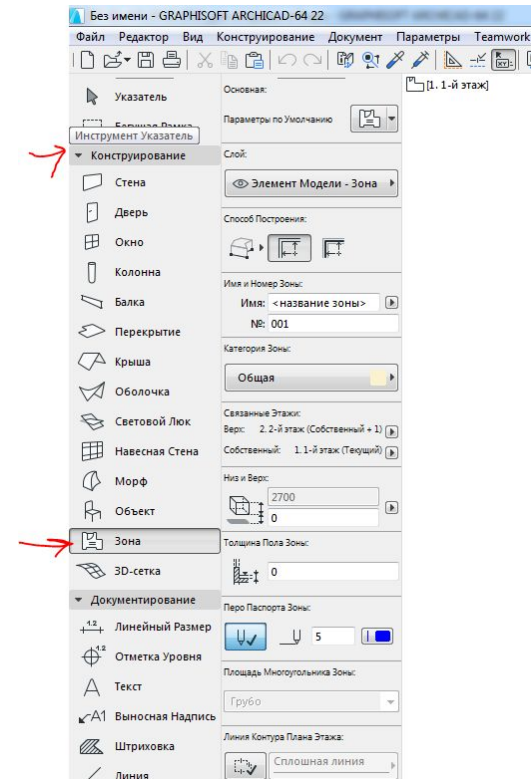 Без имени - GRAPHISOFT ARCHICAD-64 22
Файл Редактор Вид Конструирование Документ Параметры Teamwork
Указатель
Инструмент Указатель
Конструирование
Стена
Дверь
Окно
Колонна
Балка
Перекрытие
Крыша
Оболочка
Световой Люк
Навесная Стена
Морф
Объект
Зона
3D-сетка
Документирование
1.2 Линейный Размер
1.2 Отметка Уровня
A Текст
A1 Выносная Надпись
Штриховка
Линия
Основная:
Параметры по Умолчанию
Слой:
Элемент Модели - Зона
Способ Построения:
Имя и Номер Зоны:
Имя: <название зоны>
№: 001
Категория Зоны:
Общая
Связанные Этажи:
Верх: 2. 2-й этаж (Собственный + 1)
Собственный: 1. 1-й этаж (Текущий)
Низ и Верх:
2700
0
Толщина Пола Зоны:
0
Перо Паспорта Зоны:
5
Площадь Многоугольника Зоны:
Грубо
Линия Контура Плана Этажа:
Сплошная линия
[1. 1-й этаж]